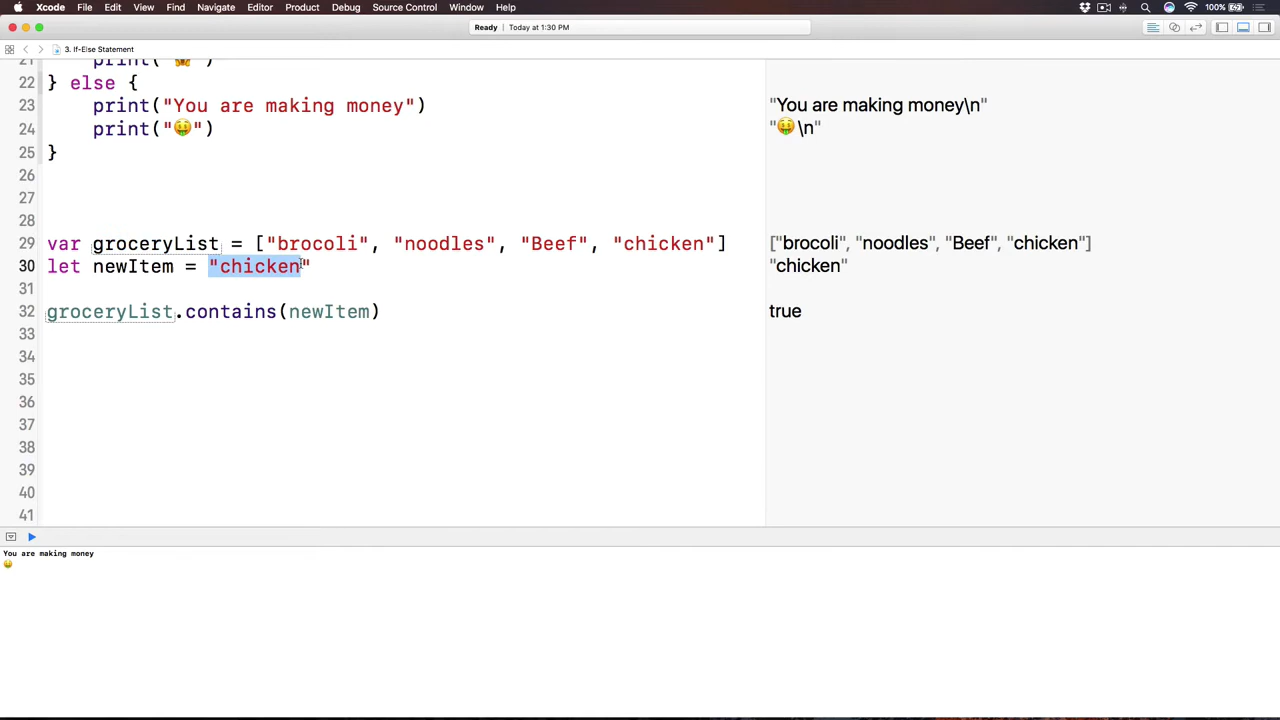 Xcode File Edit View Find Navigate Editor Product Debug Source Control Window Help 100%
Ready Today at 1:30 PM
3. If-Else Statement
21 print("😱")
22 } else {
23 print("You are making money") "You are making money\n"
24 print("🤑") "🤑\n"
25 }
26
27
28
29 var groceryList = ["brocoli", "noodles", "Beef", "chicken"] ["brocoli", "noodles", "Beef", "chicken"]
30 let newItem = "chicken" "chicken"
31
32 groceryList.contains(newItem) true
33
34
35
36
37
38
39
40
41
You are making money
🤑